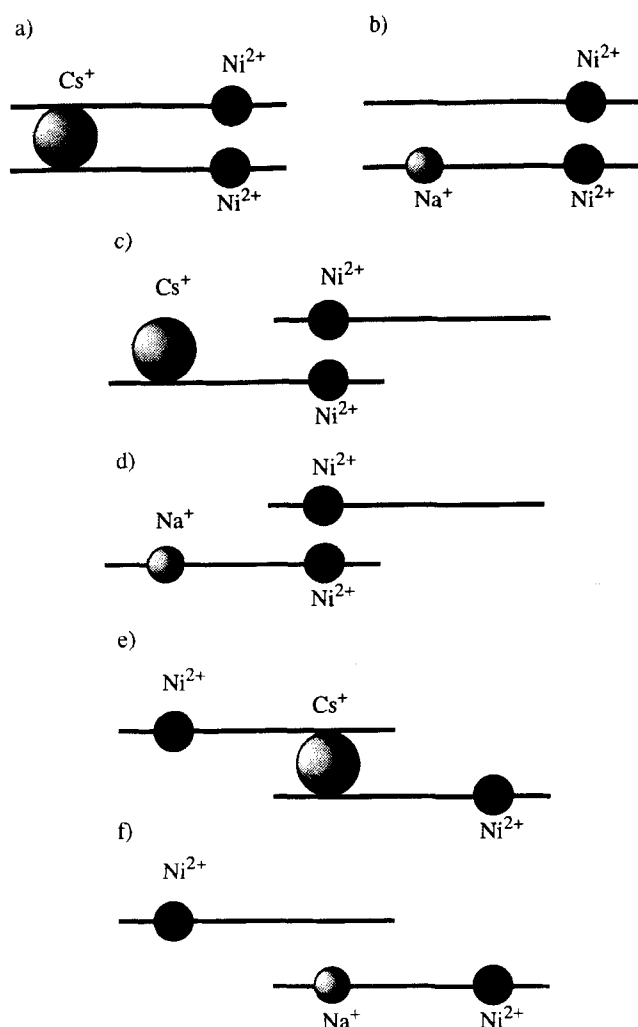 a)
b)
Cs⁺
Ni²⁺
Ni²⁺
Ni²⁺
Na⁺
Ni²⁺
c)
Cs⁺
Ni²⁺
Ni²⁺
d)
Ni²⁺
Na⁺
Ni²⁺
e)
Ni²⁺
Cs⁺
Ni²⁺
f)
Ni²⁺
Na⁺
Ni²⁺